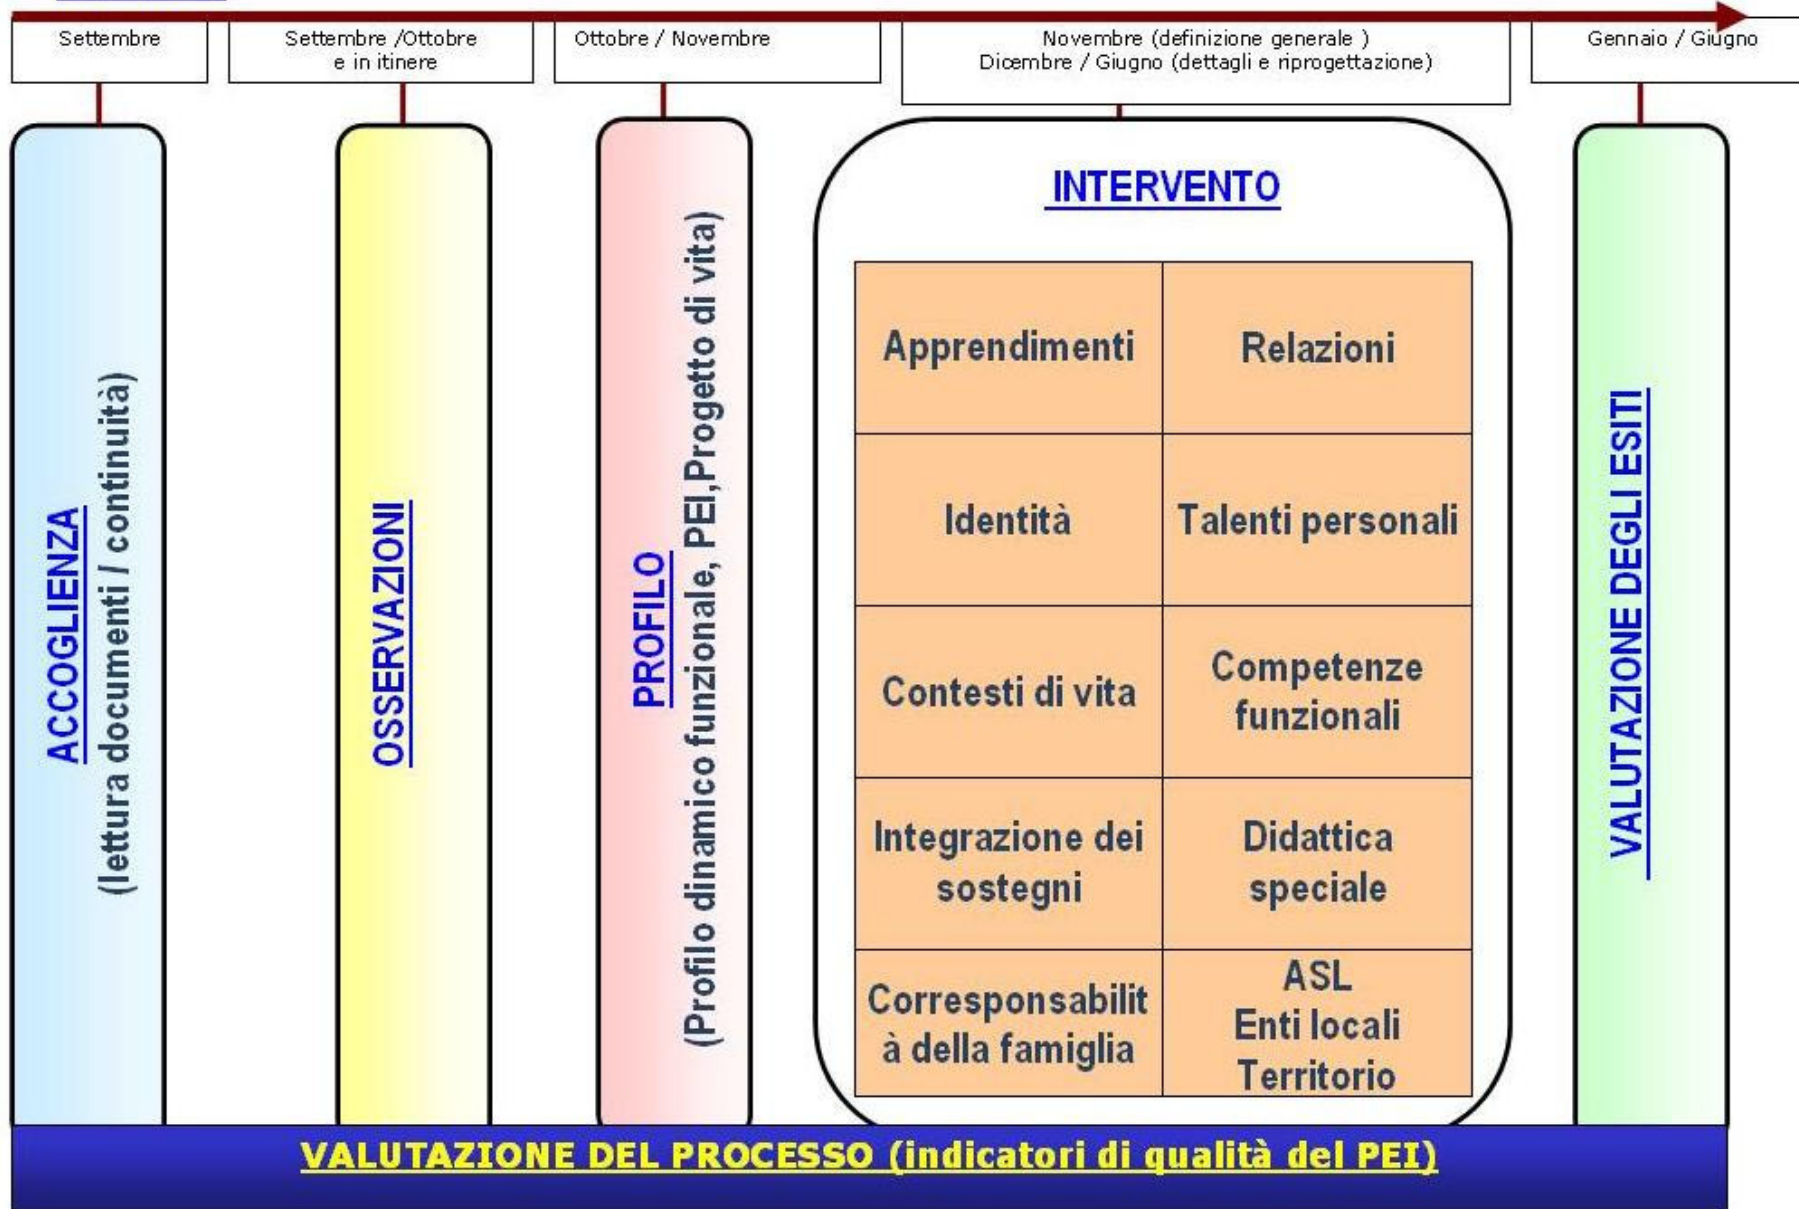 Settembre
Settembre /Ottobre
e in itinere
Ottobre / Novembre
Novembre (definizione generale )
Dicembre / Giugno (dettagli e riprogettazione)
Gennaio / Giugno
ACCOGLIENZA
(lettura documenti / continuità)
OSSERVAZIONI
PROFILO
(Profilo dinamico funzionale, PEI,Progetto di vita)
INTERVENTO
Apprendimenti
Relazioni
Identità
Talenti personali
Contesti di vita
Competenze
funzionali
Integrazione dei
sostegni
Didattica
speciale
Corresponsabilit
à della famiglia
ASL
Enti locali
Territorio
VALUTAZIONE DEGLI ESITI
VALUTAZIONE DEL PROCESSO (indicatori di qualità del PEI)